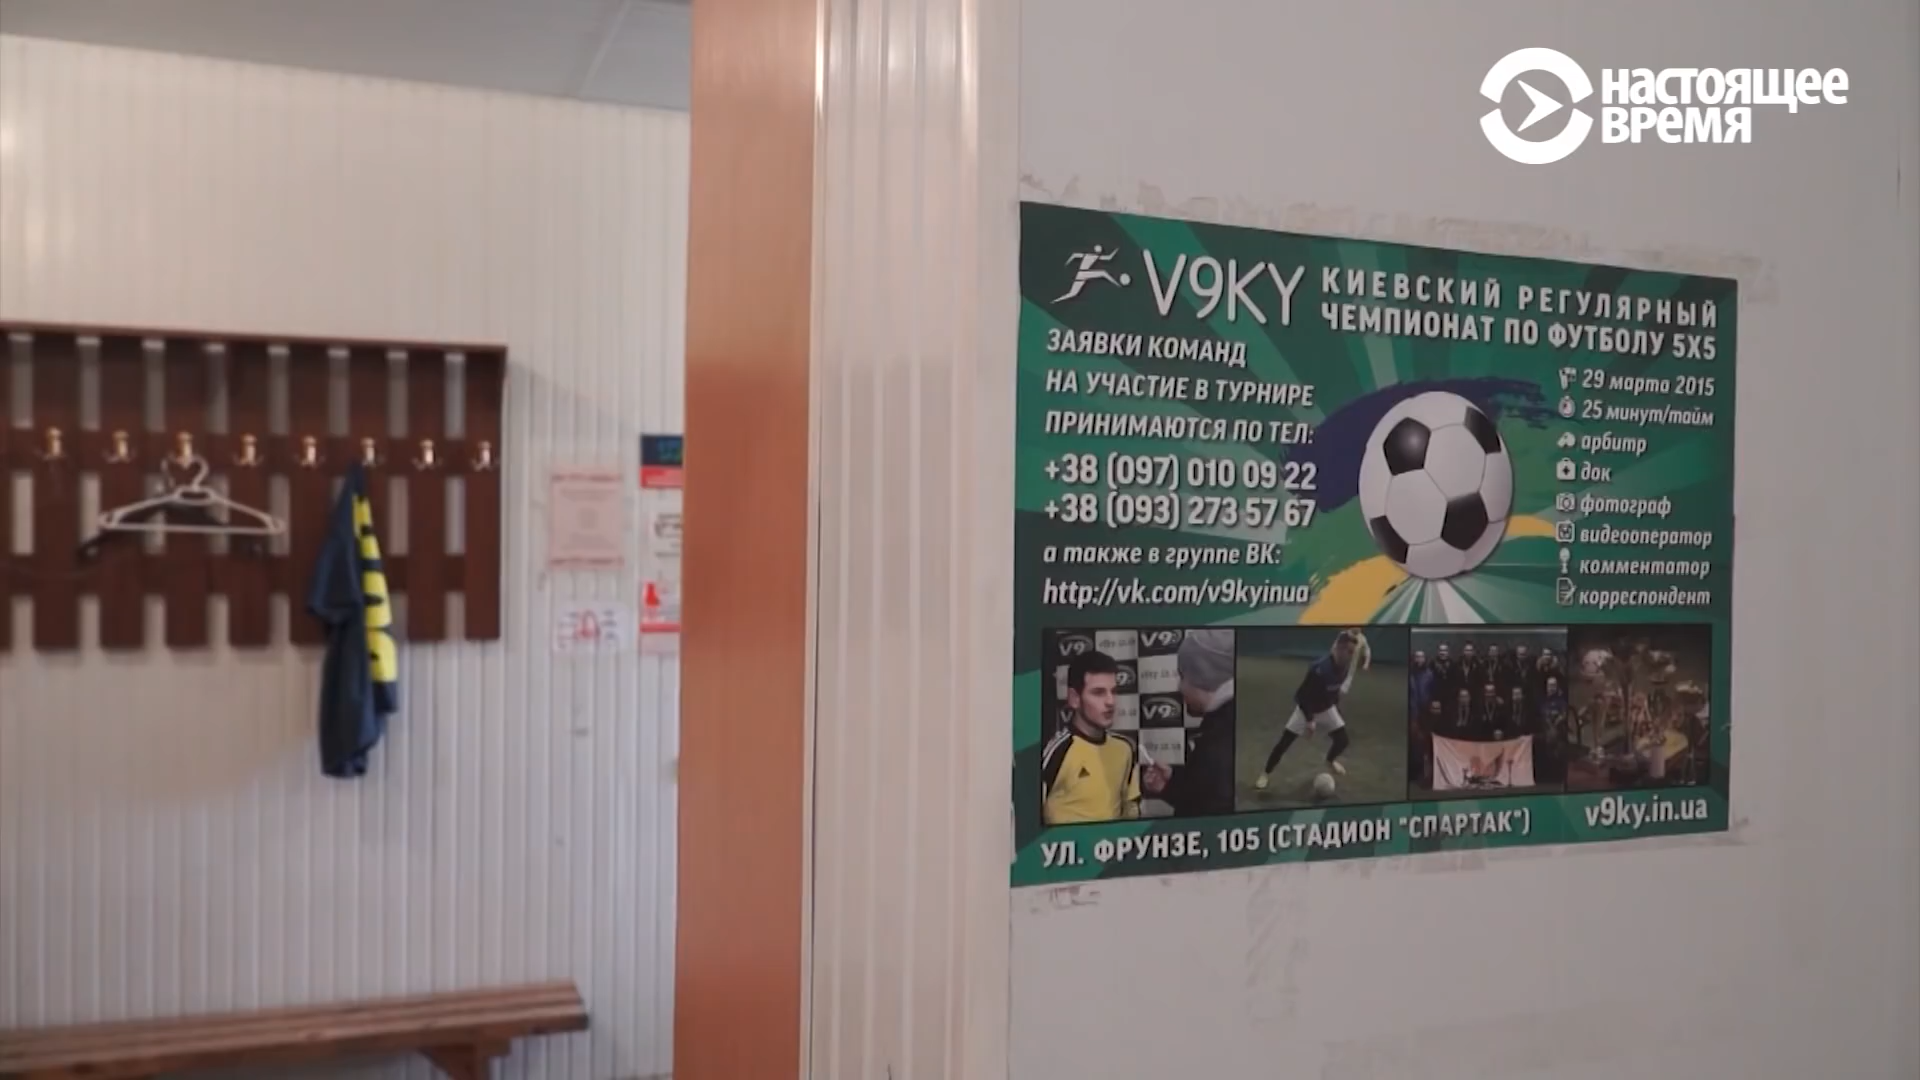 НАСТОЯЩЕЕ
ВРЕМЯ
V9KY
КИЕВСКИЙ РЕГУЛЯРНЫЙ
ЧЕМПИОНАТ ПО ФУТБОЛУ 5X5
ЗАЯВКИ КОМАНД
НА УЧАСТИЕ В ТУРНИРЕ
ПРИНИМАЮТСЯ ПО ТЕЛ:
+38 (097) 010 09 22
+38 (093) 273 57 67
а также в группе ВК:
http://vk.com/v9kyinua
29 марта 2015
25 минут/тайм
арбитр
док
фотограф
видеооператор
комментатор
корреспондент
УЛ. ФРУНЗЕ, 105 (СТАДИОН "СПАРТАК")
v9ky.in.ua